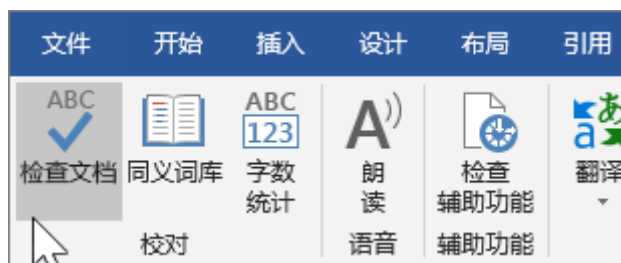 文件 开始 插入 设计 布局 引用
ABC ABC A あ
123 a
检查文档 同义词库 字数 朗 检查 翻译
统计 读 辅助功能
校对 语音 辅助功能